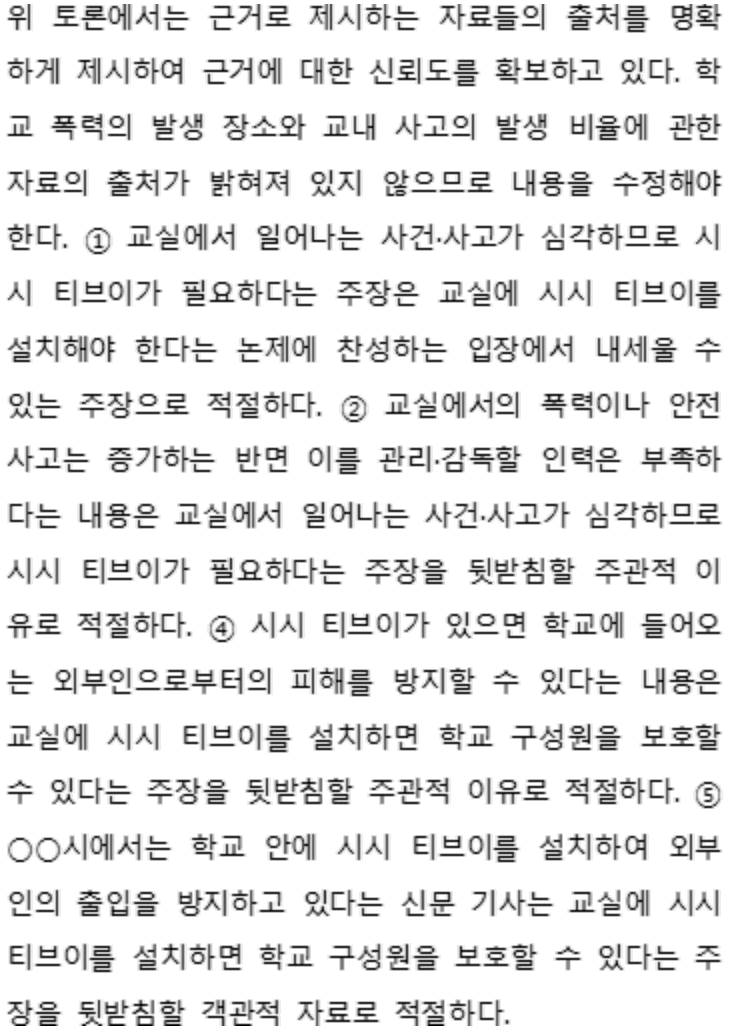 위 토론에서는 근거로 제시하는 자료들의 출처를 명확
하게 제시하여 근거에 대한 신뢰도를 확보하고 있다. 학
교 폭력의 발생 장소와 교내 사고의 발생 비율에 관한
자료의 출처가 밝혀져 있지 않으므로 내용을 수정해야
한다. ① 교실에서 일어나는 사건·사고가 심각하므로 시
시 티브이가 필요하다는 주장은 교실에 시시 티브이를
설치해야 한다는 논제에 찬성하는 입장에서 내세울 수
있는 주장으로 적절하다. ② 교실에서의 폭력이나 안전
사고는 증가하는 반면 이를 관리·감독할 인력은 부족하
다는 내용은 교실에서 일어나는 사건·사고가 심각하므로
시시 티브이가 필요하다는 주장을 뒷받침할 주관적 이
유로 적절하다. ④ 시시 티브이가 있으면 학교에 들어오
는 외부인으로부터의 피해를 방지할 수 있다는 내용은
교실에 시시 티브이를 설치하면 학교 구성원을 보호할
수 있다는 주장을 뒷받침할 주관적 이유로 적절하다. ⑤
○○시에서는 학교 안에 시시 티브이를 설치하여 외부
인의 출입을 방지하고 있다는 신문 기사는 교실에 시시
티브이를 설치하면 학교 구성원을 보호할 수 있다는 주
장을 뒷받침할 객관적 자료로 적절하다.